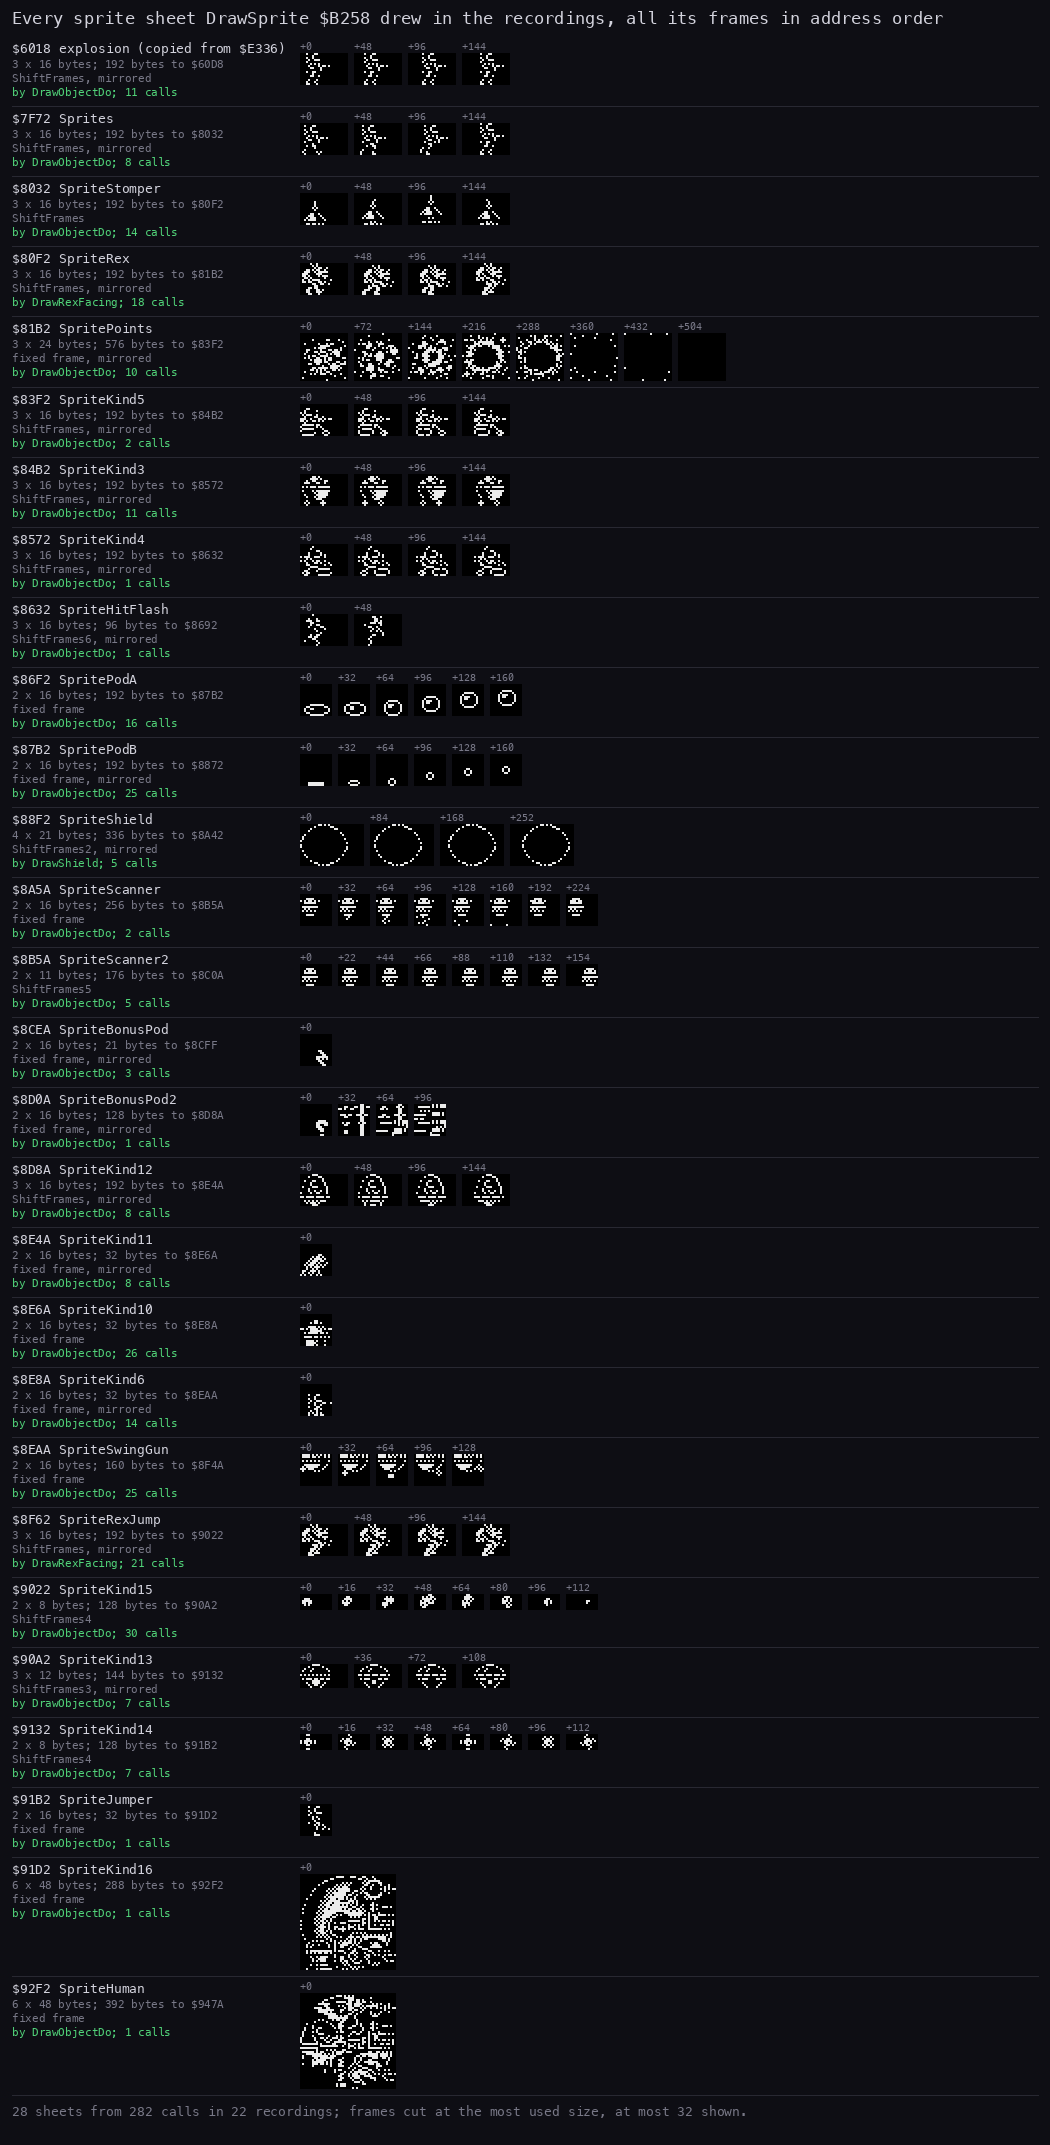 Every sprite sheet DrawSprite $B258 drew in the recordings, all its frames in address order
$6018 explosion (copied from $E336)
3 x 16 bytes; 192 bytes to $60D8
ShiftFrames, mirrored
by DrawObjectDo; 11 calls
+0 +48 +96 +144
$7F72 Sprites
3 x 16 bytes; 192 bytes to $8032
ShiftFrames, mirrored
by DrawObjectDo; 8 calls
+0 +48 +96 +144
$8032 SpriteStomper
3 x 16 bytes; 192 bytes to $80F2
ShiftFrames
by DrawObjectDo; 14 calls
+0 +48 +96 +144
$80F2 SpriteRex
3 x 16 bytes; 192 bytes to $81B2
ShiftFrames, mirrored
by DrawRexFacing; 18 calls
+0 +48 +96 +144
$81B2 SpritePoints
3 x 24 bytes; 576 bytes to $83F2
fixed frame, mirrored
by DrawObjectDo; 10 calls
+0 +72 +144 +216 +288 +360 +432 +504
$83F2 SpriteKind5
3 x 16 bytes; 192 bytes to $84B2
ShiftFrames, mirrored
by DrawObjectDo; 2 calls
+0 +48 +96 +144
$84B2 SpriteKind3
3 x 16 bytes; 192 bytes to $8572
ShiftFrames, mirrored
by DrawObjectDo; 11 calls
+0 +48 +96 +144
$8572 SpriteKind4
3 x 16 bytes; 192 bytes to $8632
ShiftFrames, mirrored
by DrawObjectDo; 1 calls
+0 +48 +96 +144
$8632 SpriteHitFlash
3 x 16 bytes; 96 bytes to $8692
ShiftFrames6, mirrored
by DrawObjectDo; 1 calls
+0 +48
$86F2 SpritePodA
2 x 16 bytes; 192 bytes to $87B2
fixed frame
by DrawObjectDo; 16 calls
+0 +32 +64 +96 +128 +160
$87B2 SpritePodB
2 x 16 bytes; 192 bytes to $8872
fixed frame, mirrored
by DrawObjectDo; 25 calls
+0 +32 +64 +96 +128 +160
$88F2 SpriteShield
4 x 21 bytes; 336 bytes to $8A42
ShiftFrames2, mirrored
by DrawShield; 5 calls
+0 +84 +168 +252
$8A5A SpriteScanner
2 x 16 bytes; 256 bytes to $8B5A
fixed frame
by DrawObjectDo; 2 calls
+0 +32 +64 +96 +128 +160 +192 +224
$8B5A SpriteScanner2
2 x 11 bytes; 176 bytes to $8C0A
ShiftFrames5
by DrawObjectDo; 5 calls
+0 +22 +44 +66 +88 +110 +132 +154
$8CEA SpriteBonusPod
2 x 16 bytes; 21 bytes to $8CFF
fixed frame, mirrored
by DrawObjectDo; 3 calls
+0
$8D0A SpriteBonusPod2
2 x 16 bytes; 128 bytes to $8D8A
fixed frame, mirrored
by DrawObjectDo; 1 calls
+0 +32 +64 +96
$8D8A SpriteKind12
3 x 16 bytes; 192 bytes to $8E4A
ShiftFrames, mirrored
by DrawObjectDo; 8 calls
+0 +48 +96 +144
$8E4A SpriteKind11
2 x 16 bytes; 32 bytes to $8E6A
fixed frame, mirrored
by DrawObjectDo; 8 calls
+0
$8E6A SpriteKind10
2 x 16 bytes; 32 bytes to $8E8A
fixed frame
by DrawObjectDo; 26 calls
+0
$8E8A SpriteKind6
2 x 16 bytes; 32 bytes to $8EAA
fixed frame, mirrored
by DrawObjectDo; 14 calls
+0
$8EAA SpriteSwingGun
2 x 16 bytes; 160 bytes to $8F4A
fixed frame
by DrawObjectDo; 25 calls
+0 +32 +64 +96 +128
$8F62 SpriteRexJump
3 x 16 bytes; 192 bytes to $9022
ShiftFrames, mirrored
by DrawRexFacing; 21 calls
+0 +48 +96 +144
$9022 SpriteKind15
2 x 8 bytes; 128 bytes to $90A2
ShiftFrames4
by DrawObjectDo; 30 calls
+0 +16 +32 +48 +64 +80 +96 +112
$90A2 SpriteKind13
3 x 12 bytes; 144 bytes to $9132
ShiftFrames3, mirrored
by DrawObjectDo; 7 calls
+0 +36 +72 +108
$9132 SpriteKind14
2 x 8 bytes; 128 bytes to $91B2
ShiftFrames4
by DrawObjectDo; 7 calls
+0 +16 +32 +48 +64 +80 +96 +112
$91B2 SpriteJumper
2 x 16 bytes; 32 bytes to $91D2
fixed frame
by DrawObjectDo; 1 calls
+0
$91D2 SpriteKind16
6 x 48 bytes; 288 bytes to $92F2
fixed frame
by DrawObjectDo; 1 calls
+0
$92F2 SpriteHuman
6 x 48 bytes; 392 bytes to $947A
fixed frame
by DrawObjectDo; 1 calls
+0
28 sheets from 282 calls in 22 recordings; frames cut at the most used size, at most 32 shown.